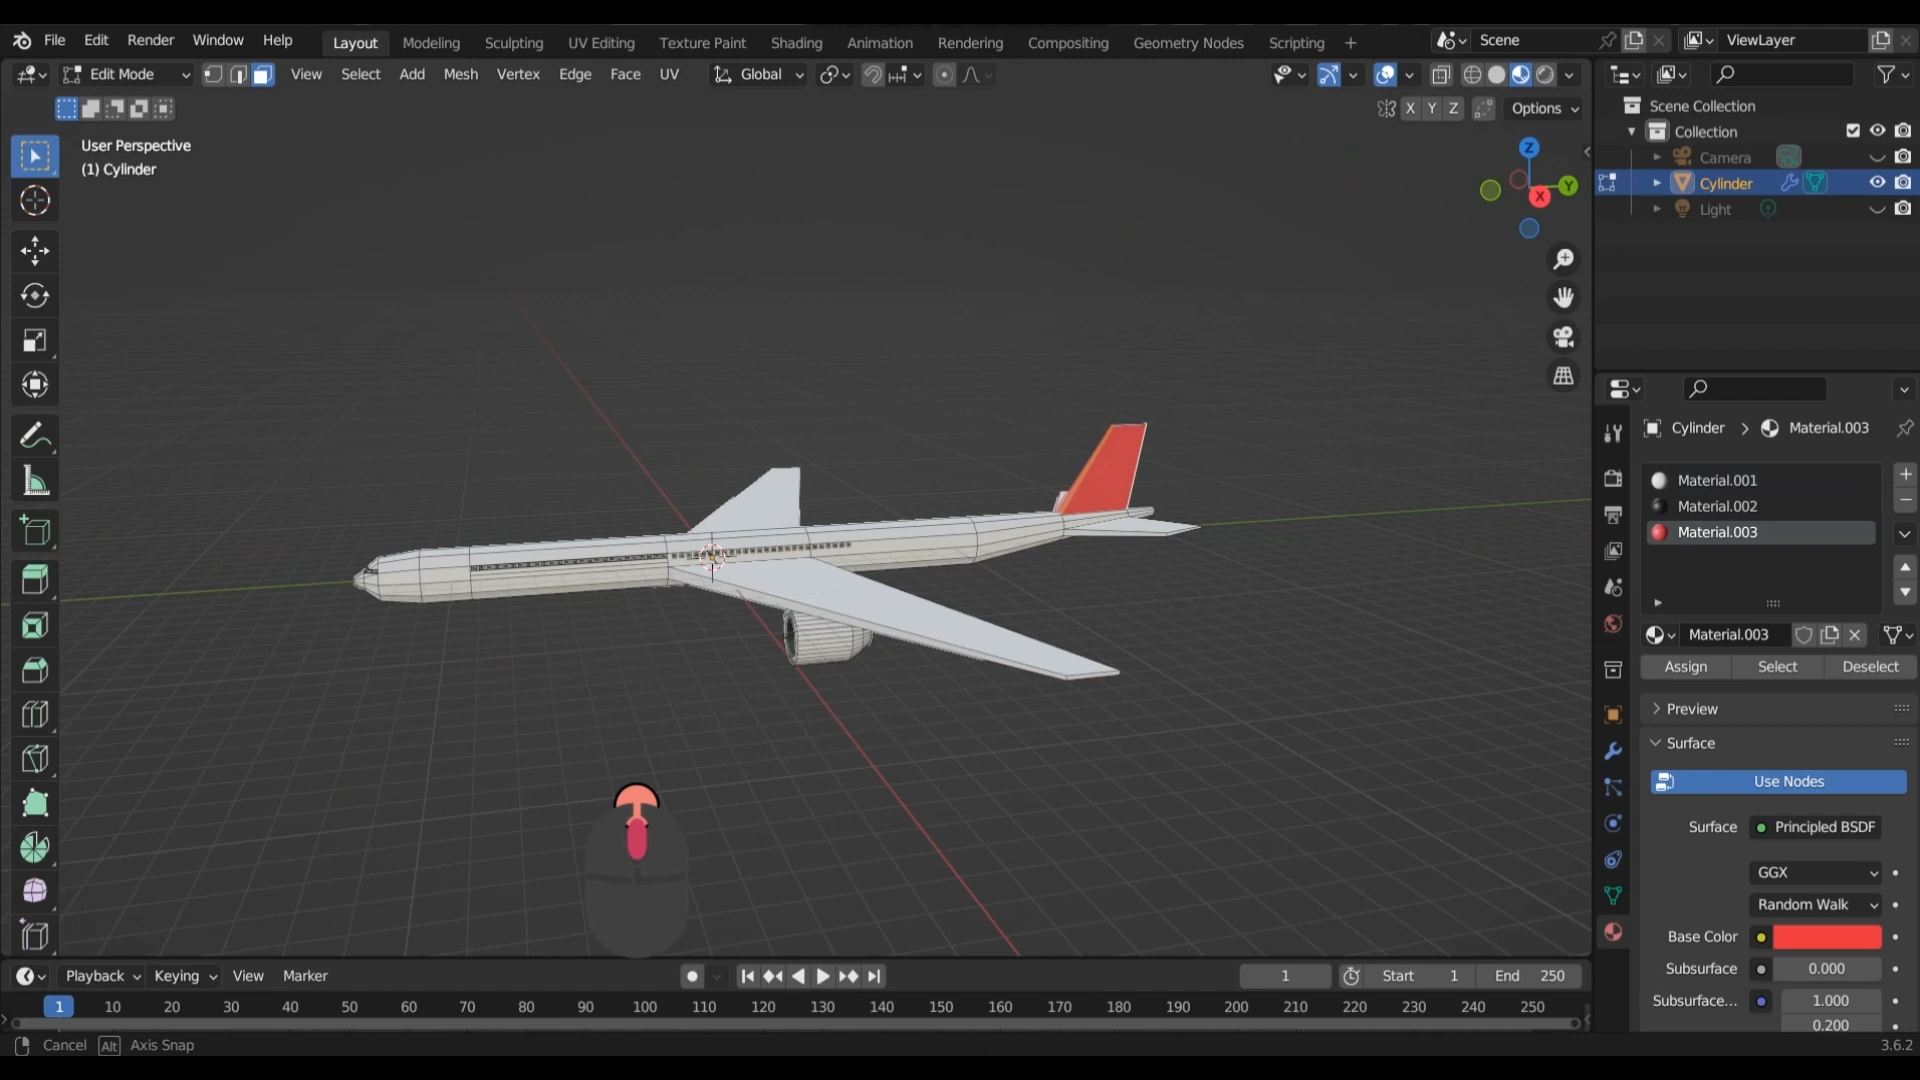 File Edit Render Window Help Layout Modeling Sculpting UV Editing Texture Paint Shading Animation Rendering Compositing Geometry Nodes Scripting + Scene ViewLayer
Edit Mode View Select Add Mesh Vertex Edge Face UV Global
X Y Z Options
User Perspective
(1) Cylinder
Z
Y
X
Scene Collection
Collection
Camera
Cylinder
Light
Cylinder > Material.003
Material.001
Material.002
Material.003
Material.003
Assign Select Deselect
Preview
Surface
Use Nodes
Surface Principled BSDF
GGX
Random Walk
Base Color
Subsurface 0.000
Subsurface... 1.000
0.200
Playback Keying View Marker 1 Start 1 End 250
1 10 20 30 40 50 60 70 80 90 100 110 120 130 140 150 160 170 180 190 200 210 220 230 240 250
Cancel Alt Axis Snap 3.6.2